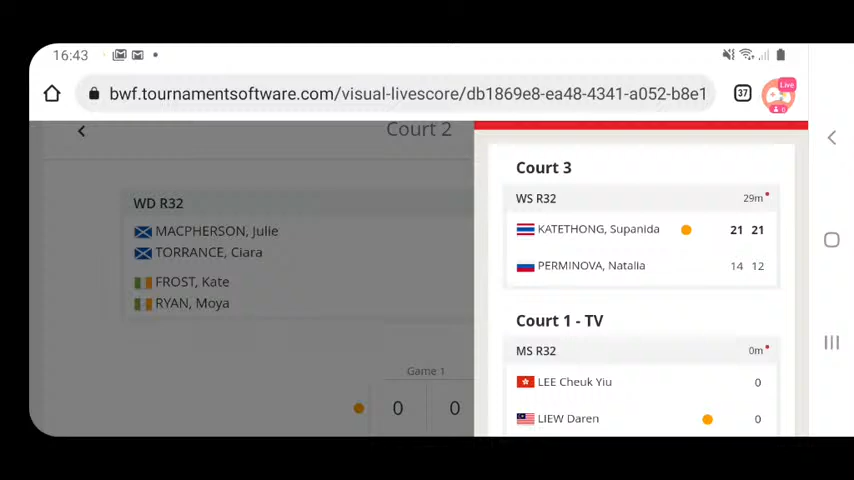 16:43
bwf.tournamentsoftware.com/visual-livescore/db1869e8-ea48-4341-a052-b8e1
37
Live
Court 2
WD R32
MACPHERSON, Julie
TORRANCE, Ciara
FROST, Kate
RYAN, Moya
Game 1
0 0
Court 3
WS R32 29m
KATETHONG, Supanida 21 21
PERMINOVA, Natalia 14 12
Court 1 - TV
MS R32 0m
LEE Cheuk Yiu 0
LIEW Daren 0